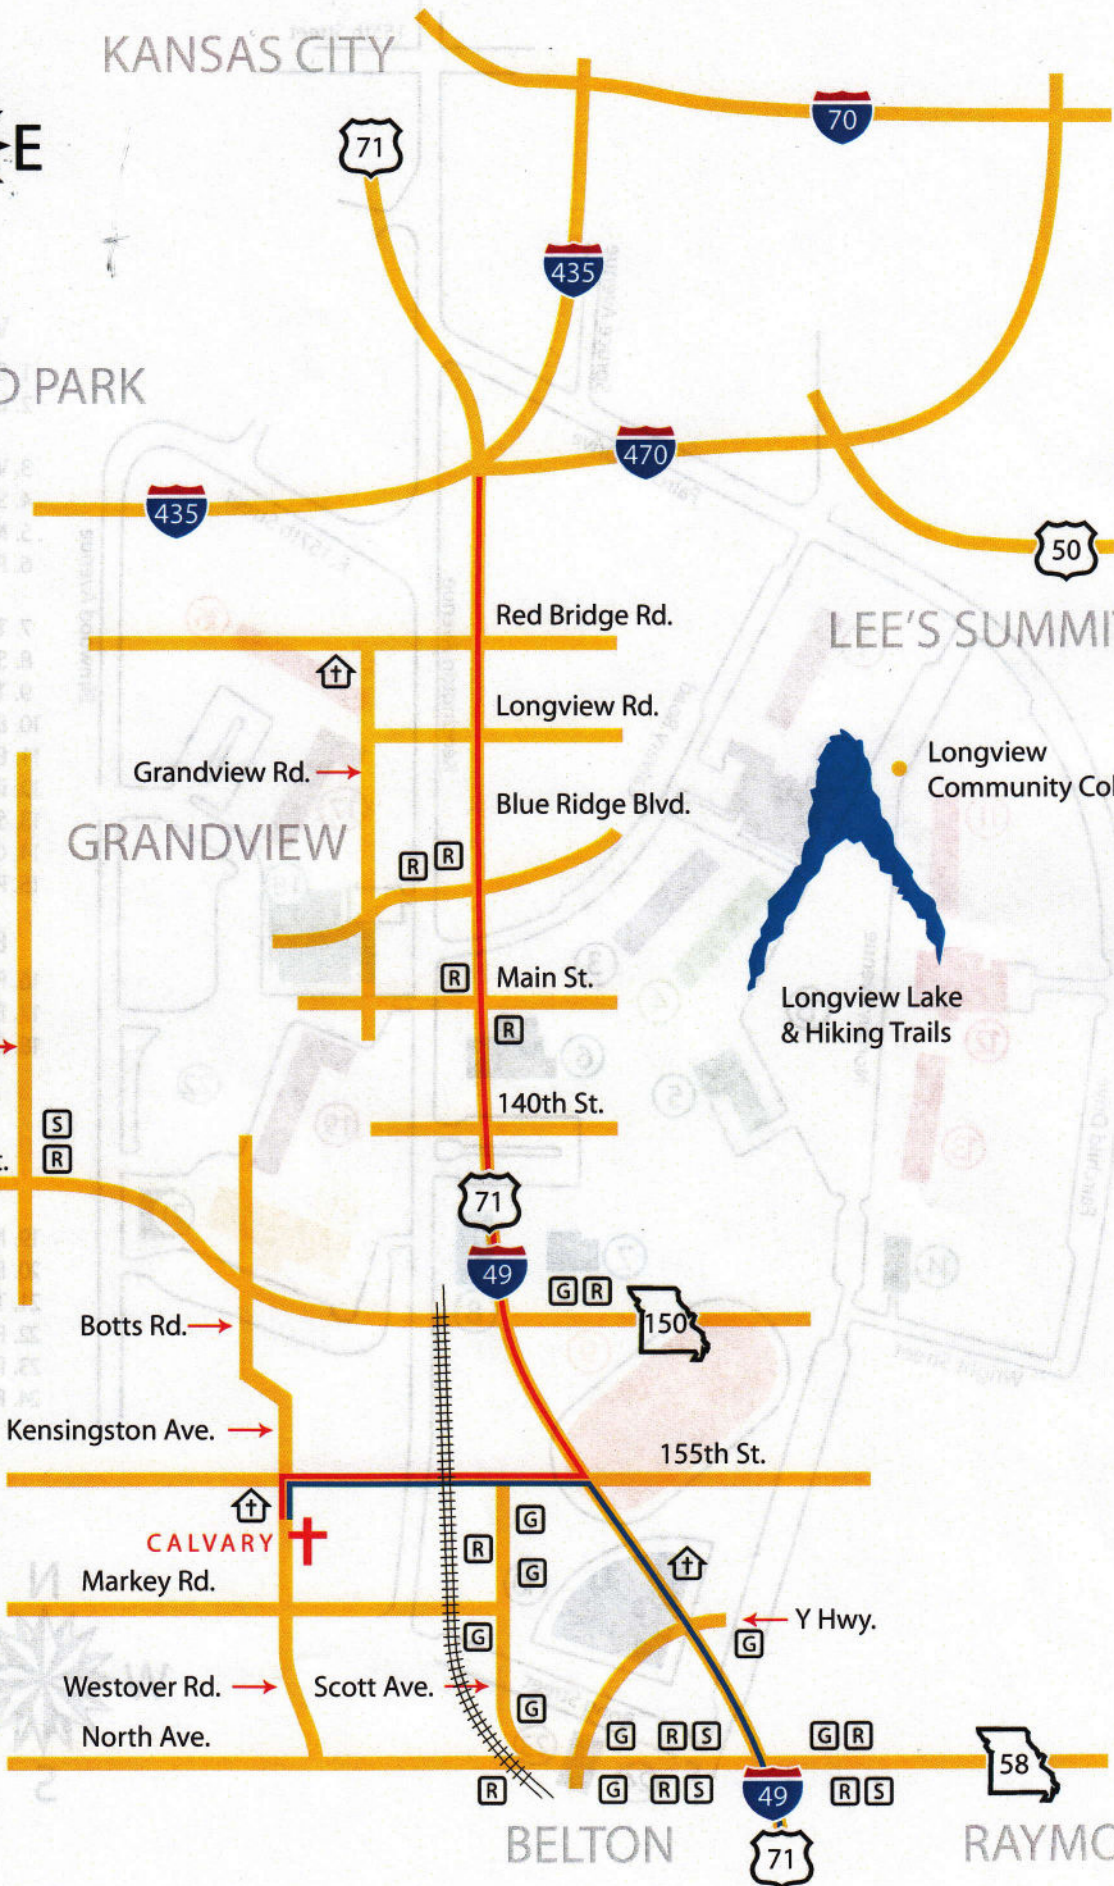 KANSAS CITY
E
71
70
435
D PARK
470
435
50
Red Bridge Rd.
LEE'S SUMMIT
Longview Rd.
Grandview Rd.
Longview
Community Col
Blue Ridge Blvd.
GRANDVIEW
R R
R
Main St.
Longview Lake
& Hiking Trails
R
140th St.
S
R
71
49
G R
150
Botts Rd.
Kensingston Ave.
155th St.
CALVARY
G
R
G
Markey Rd.
Y Hwy.
G
G
Westover Rd.
Scott Ave.
G
North Ave.
G R S
G R
58
R
G R S
49
R S
BELTON
71
RAYMO